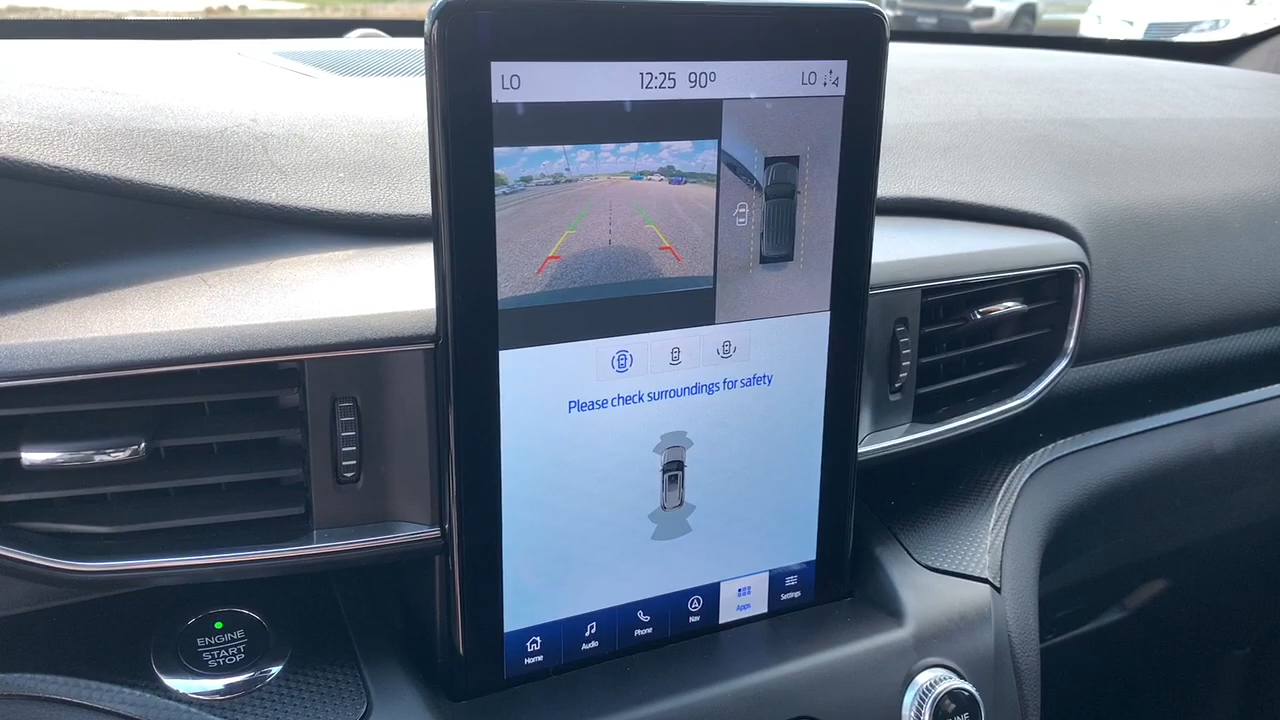 LO 12:25 90° LO
Please check surroundings for safety
Home Audio Phone Nav Apps Settings
ENGINE
START
STOP